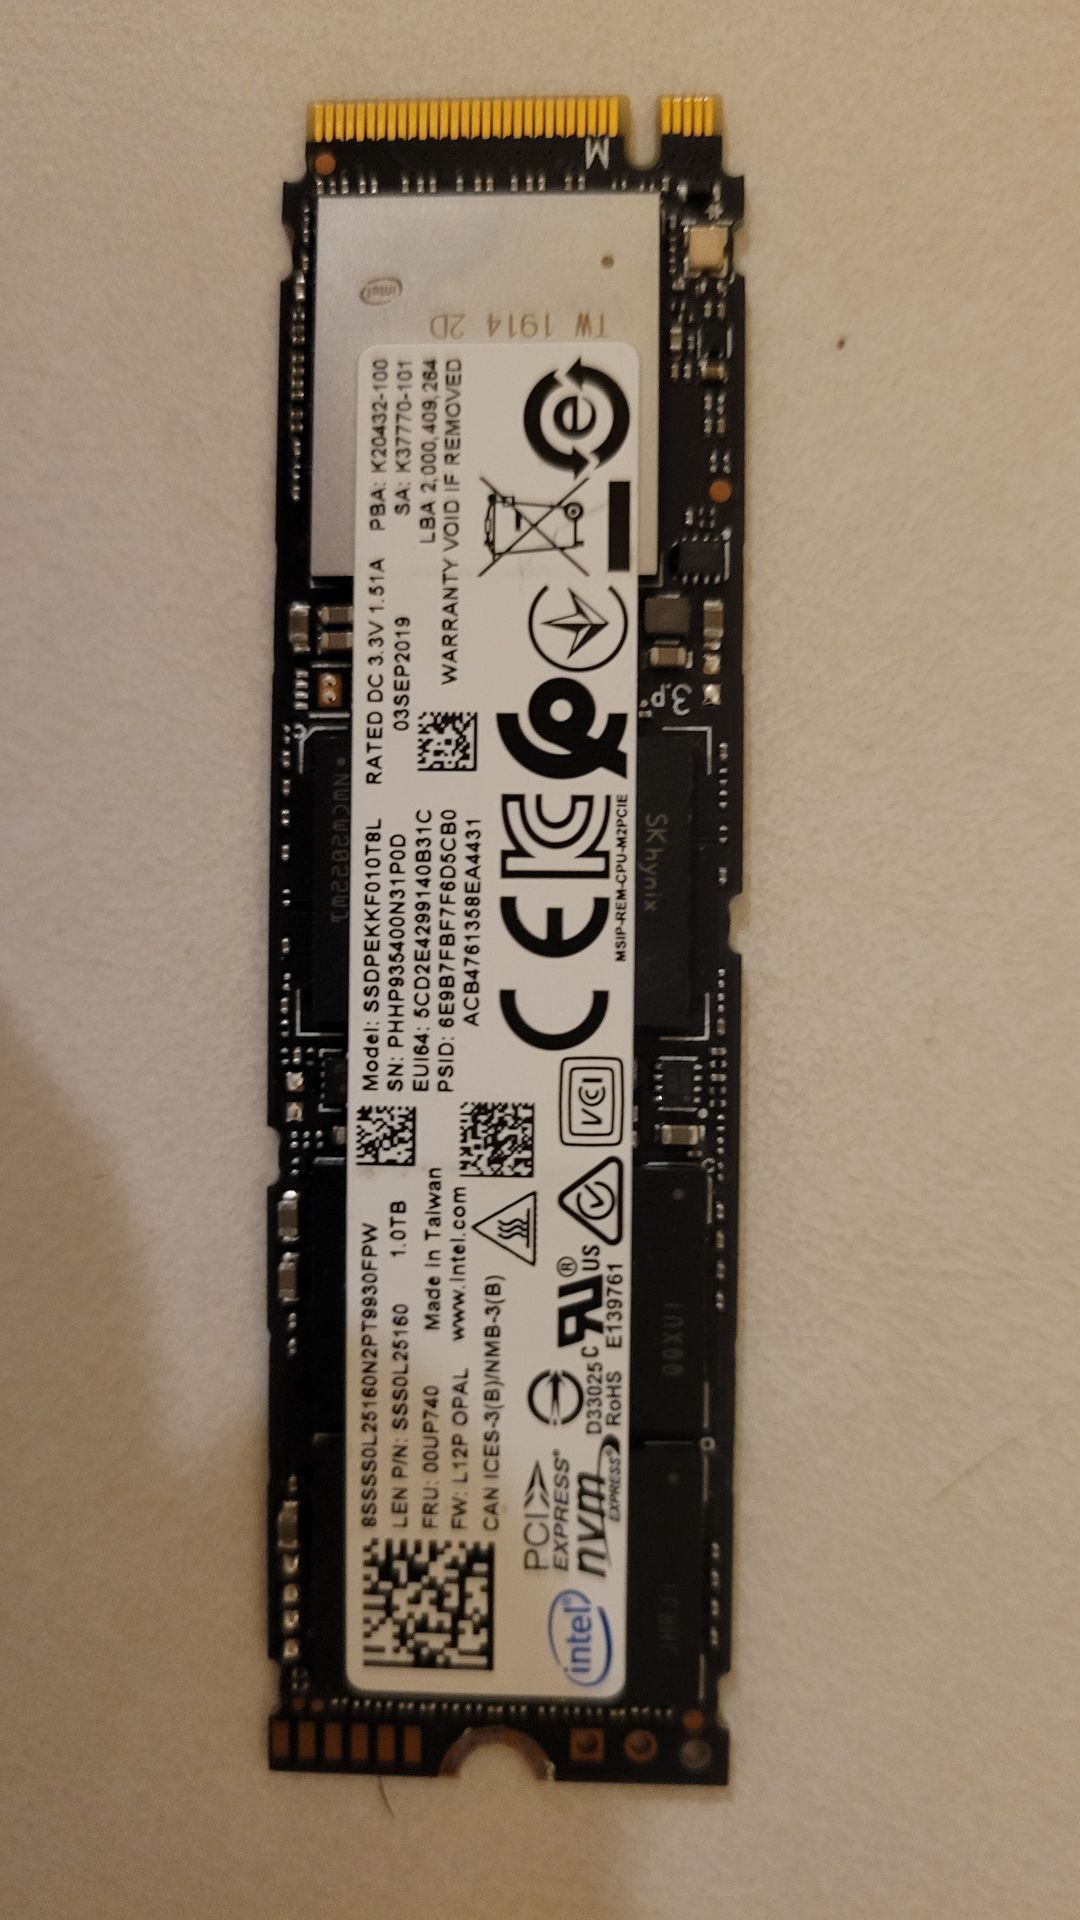 M
intel
TW 1914 2D
Model: SSDPEKKF010T8L RATED DC 3.3V 1.51A PBA: K20432-100
SN: PHHP935400N31P0D 03SEP2019 SA: K37770-101
EUI64: 5CD2E4299140B31C LBA 2,000,409,264
PSID: 6E9B7FBF7F6D5CB0 WARRANTY VOID IF REMOVED
ACB4761358EA4431
8SSSS0L25160N2PT9930FPW
LEN P/N: SSS0L25160 1.0TB
FRU: 00UP740 Made in Taiwan
FW: L12P OPAL www.intel.com
CAN ICES-3(B)/NMB-3(B)
PCI EXPRESS®
nvm EXPRESS®
intel
D33025
RoHS
C US ®
E139761
VCI
CE
MSIP-REM-CPU-M2PCIE
e
SK hynix
3.P